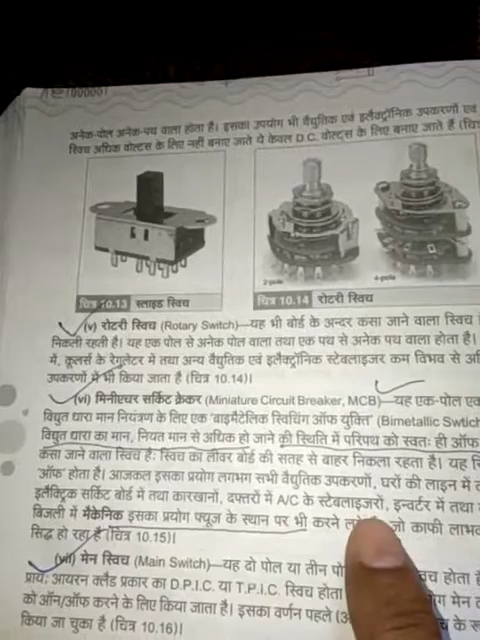 अनेक-पोल अनेक-पथ वाला होता है। इसका उपयोग भी वैद्युतिक एवं इलैक्ट्रॉनिक उपकरणों एवं
स्विच अधिक वोल्टस के लिए नहीं बनाए जाते ये केवल D.C. वोल्ट्स के लिए बनाए जाते हैं (चि
2-pole
4-pole
चित्र 10.13 स्लाइड स्विच
चित्र 10.14 रोटरी स्विच
(v) रोटरी स्विच (Rotary Switch)—यह भी बोर्ड के अन्दर कसा जाने वाला स्विच
निकली रहती है। यह एक पोल से अनेक पोल वाला तथा एक पथ से अनेक पथ वाला होता है।
में, कूलर्स के रेगुलेटर में तथा अन्य वैद्युतिक एवं इलैक्ट्रॉनिक स्टेबलाइजर कम विभव से अ
उपकरणों में भी किया जाता है (चित्र 10.14)।
(vi) मिनीएचर सर्किट ब्रेकर (Miniature Circuit Breaker, MCB)—यह एक-पोल ए
विद्युत धारा मान नियंत्रण के लिए एक 'बाइमैटेलिक स्विचिंग ऑफ युक्ति' (Bimetallic Swtich
विद्युत धारा का मान, नियत मान से अधिक हो जाने की स्थिति में परिपथ को स्वतः ही ऑफ
कसा जाने वाला स्विच है। स्विच का लीवर बोर्ड की सतह से बाहर निकला रहता है। यह स्
'ऑफ' होता है। आजकल इसका प्रयोग लगभग सभी वैद्युतिक उपकरणों, घरों की लाइन में
इलैक्ट्रिक सर्किट बोर्ड में तथा कारखानों, दफ्तरों में A/C के स्टेबलाइजरों, इन्वर्टर में तथा
बिजली में मैकेनिक इसका प्रयोग फ्यूज के स्थान पर भी करने जो काफी लाभ
सिद्ध हो रहा है (चित्र 10.15)।
(vii) मेन स्विच (Main Switch)—यह दो पोल या तीन पो होता
प्राय: आयरन क्लैड प्रकार का D.P.I.C. या T.P.I.C. स्विच होता मेन
को ऑन/ऑफ करने के लिए किया जाता है। इसका वर्णन पहले के
किया जा चुका है (चित्र 10.16)।